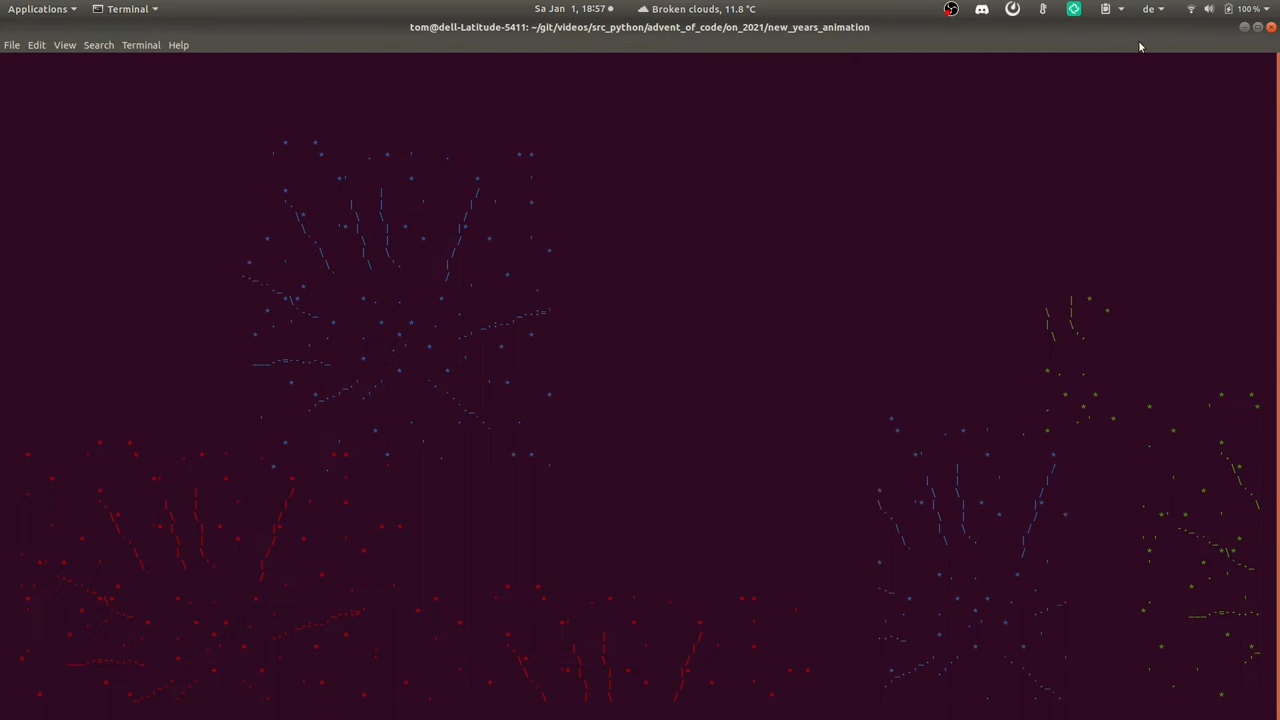 Applications Terminal Sa Jan 1, 18:57 Broken clouds, 11.8 °C de 100 %
tom@dell-Latitude-5411: ~/git/videos/src_python/advent_of_code/on_2021/new_years_animation
File Edit View Search Terminal Help